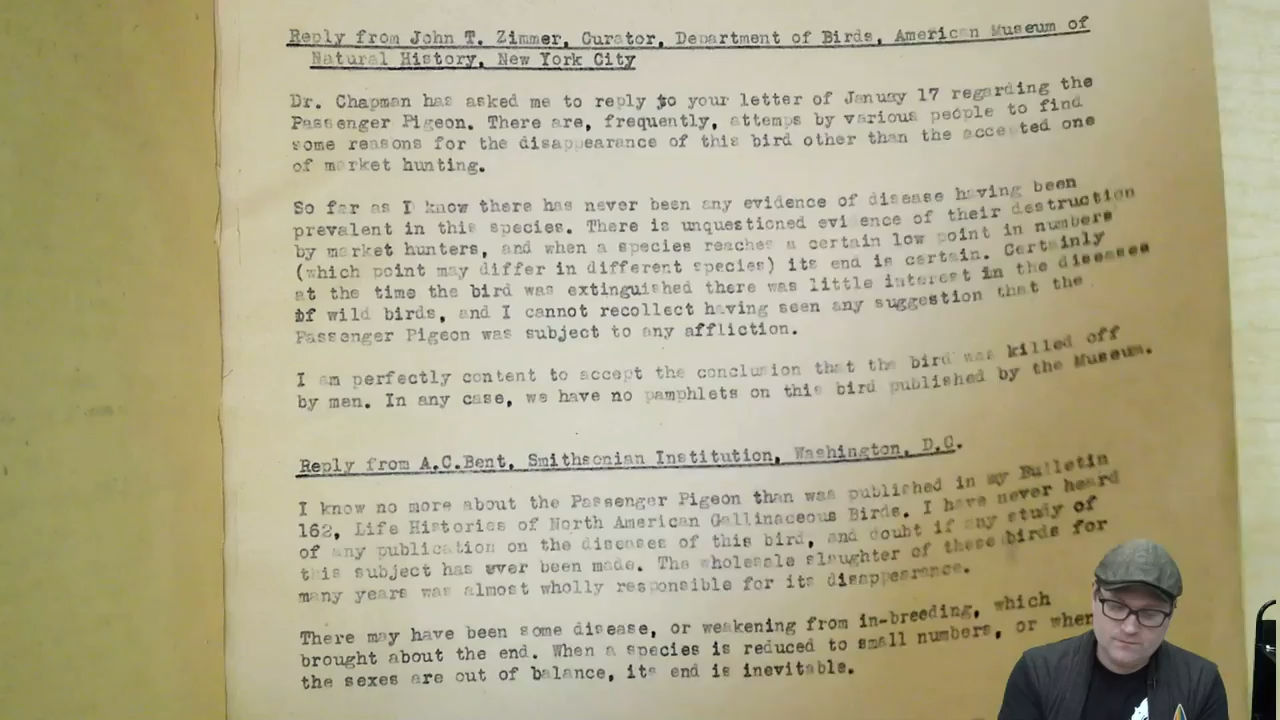 Reply from John T. Zimmer, Curator, Department of Birds, American Museum of
Natural History, New York City
Dr. Chapman has asked me to reply to your letter of Januay 17 regarding the
Passenger Pigeon. There are, frequently, attemps by various people to find
some reasons for the disappearance of this bird other than the accepted one
of market hunting.
So far as I know there has never been any evidence of disease having been
prevalent in this species. There is unquestioned evidence of their destruction
by market hunters, and when a species reaches a certain low point in numbers
(which point may differ in different species) its end is certain. Certainly
at the time the bird was extinguished there was little interest in the diseases
of wild birds, and I cannot recollect having seen any suggestion that the
Passenger Pigeon was subject to any affliction.
I am perfectly content to accept the conclusion that the bird was killed off
by men. In any case, we have no pamphlets on this bird published by the Museum.
Reply from A.C.Bent, Smithsonian Institution, Washington, D.C.
I know no more about the Passenger Pigeon than was published in my Bulletin
162, Life Histories of North American Gallinaceous Birds. I have never heard
of any publication on the diseases of this bird, and doubt if any study of
this subject has ever been made. The wholesale slaughter of these birds for
many years was almost wholly responsible for its disappearance.
There may have been some disease, or weakening from in-breeding, which
brought about the end. When a species is reduced to small numbers, or when
the sexes are out of balance, its end is inevitable.